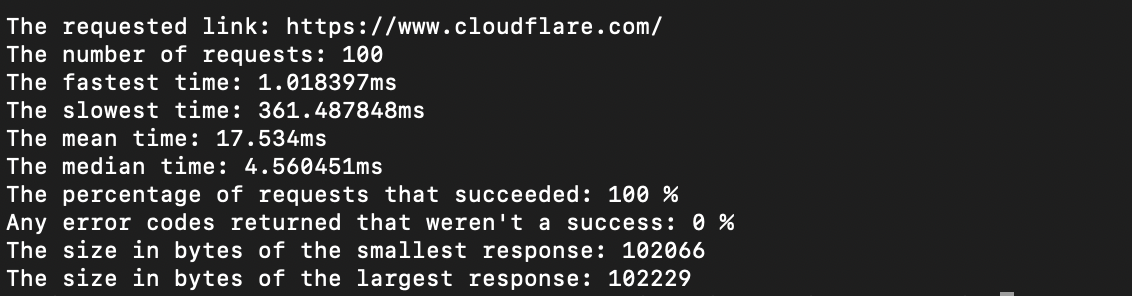 The requested link: https://www.cloudflare.com/
The number of requests: 100
The fastest time: 1.018397ms
The slowest time: 361.487848ms
The mean time: 17.534ms
The median time: 4.560451ms
The percentage of requests that succeeded: 100 %
Any error codes returned that weren't a success: 0 %
The size in bytes of the smallest response: 102066
The size in bytes of the largest response: 102229